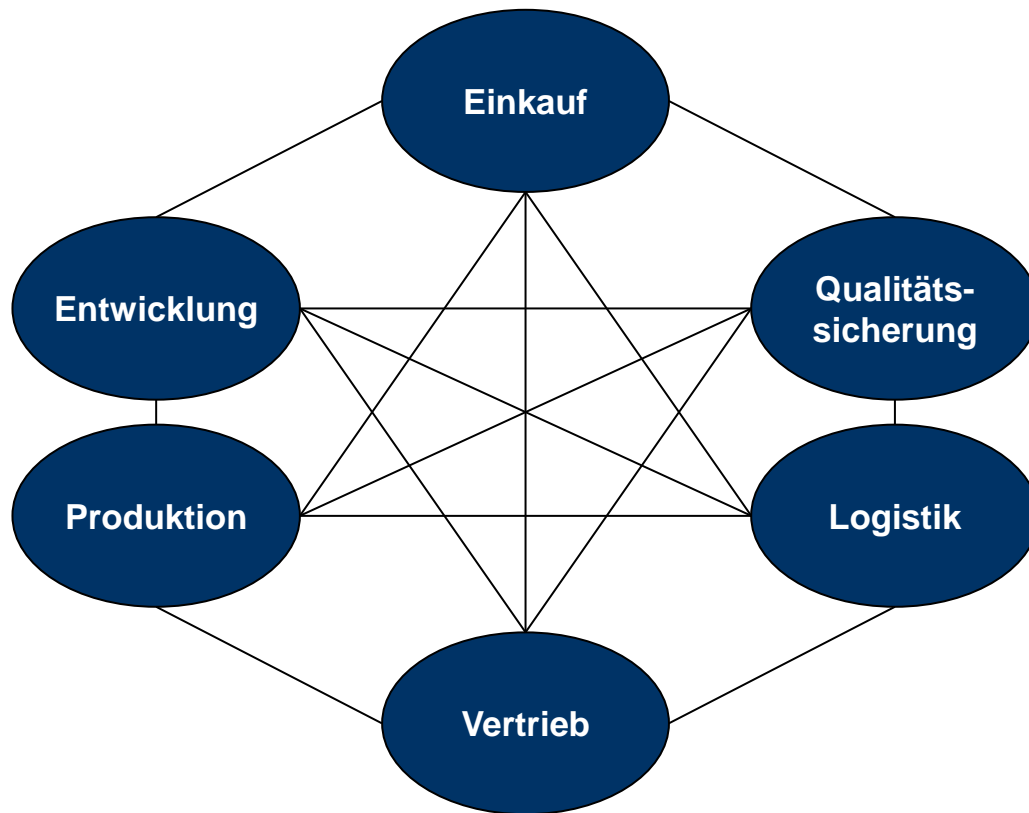 Einkauf
Entwicklung
Qualitäts-
sicherung
Produktion
Logistik
Vertrieb